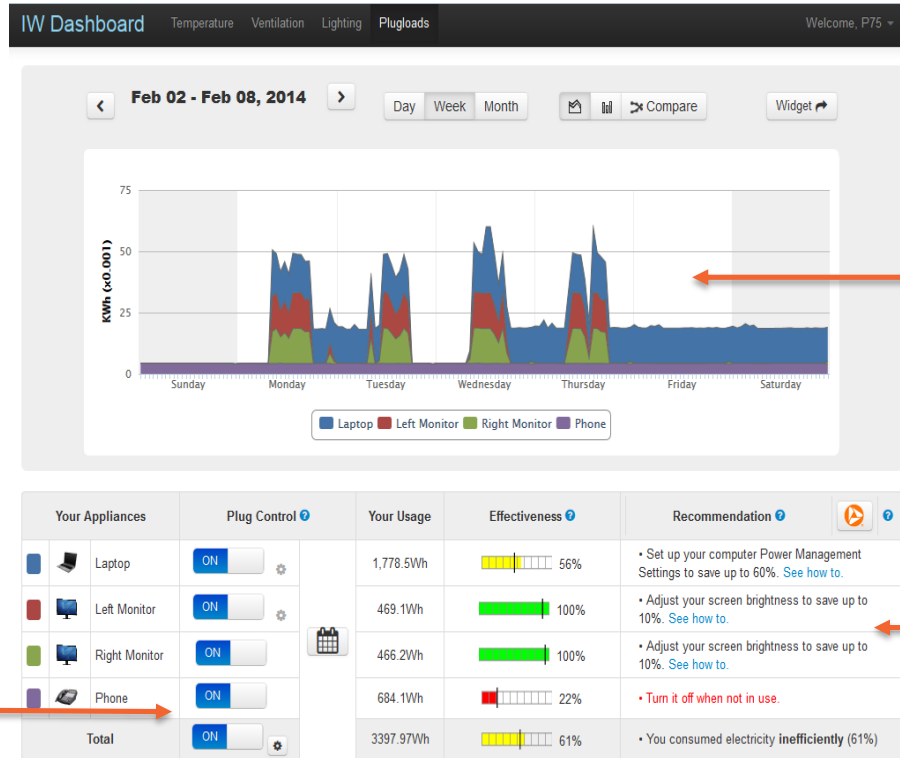 IW Dashboard Temperature Ventilation Lighting Plugloads Welcome, P75
Feb 02 - Feb 08, 2014 Day Week Month Compare Widget
75
50
25
0
KWh (x0.001)
Sunday Monday Tuesday Wednesday Thursday Friday Saturday
Laptop Left Monitor Right Monitor Phone
Your Appliances Plug Control ? Your Usage Effectiveness ? Recommendation ? ?
Laptop ON 1,778.5Wh 56% • Set up your computer Power Management
Settings to save up to 60%. See how to.
Left Monitor ON 469.1Wh 100% • Adjust your screen brightness to save up to
10%. See how to.
Right Monitor ON 466.2Wh 100% • Adjust your screen brightness to save up to
10%. See how to.
Phone ON 684.1Wh 22% • Turn it off when not in use.
Total ON 3397.97Wh 61% • You consumed electricity inefficiently (61%)